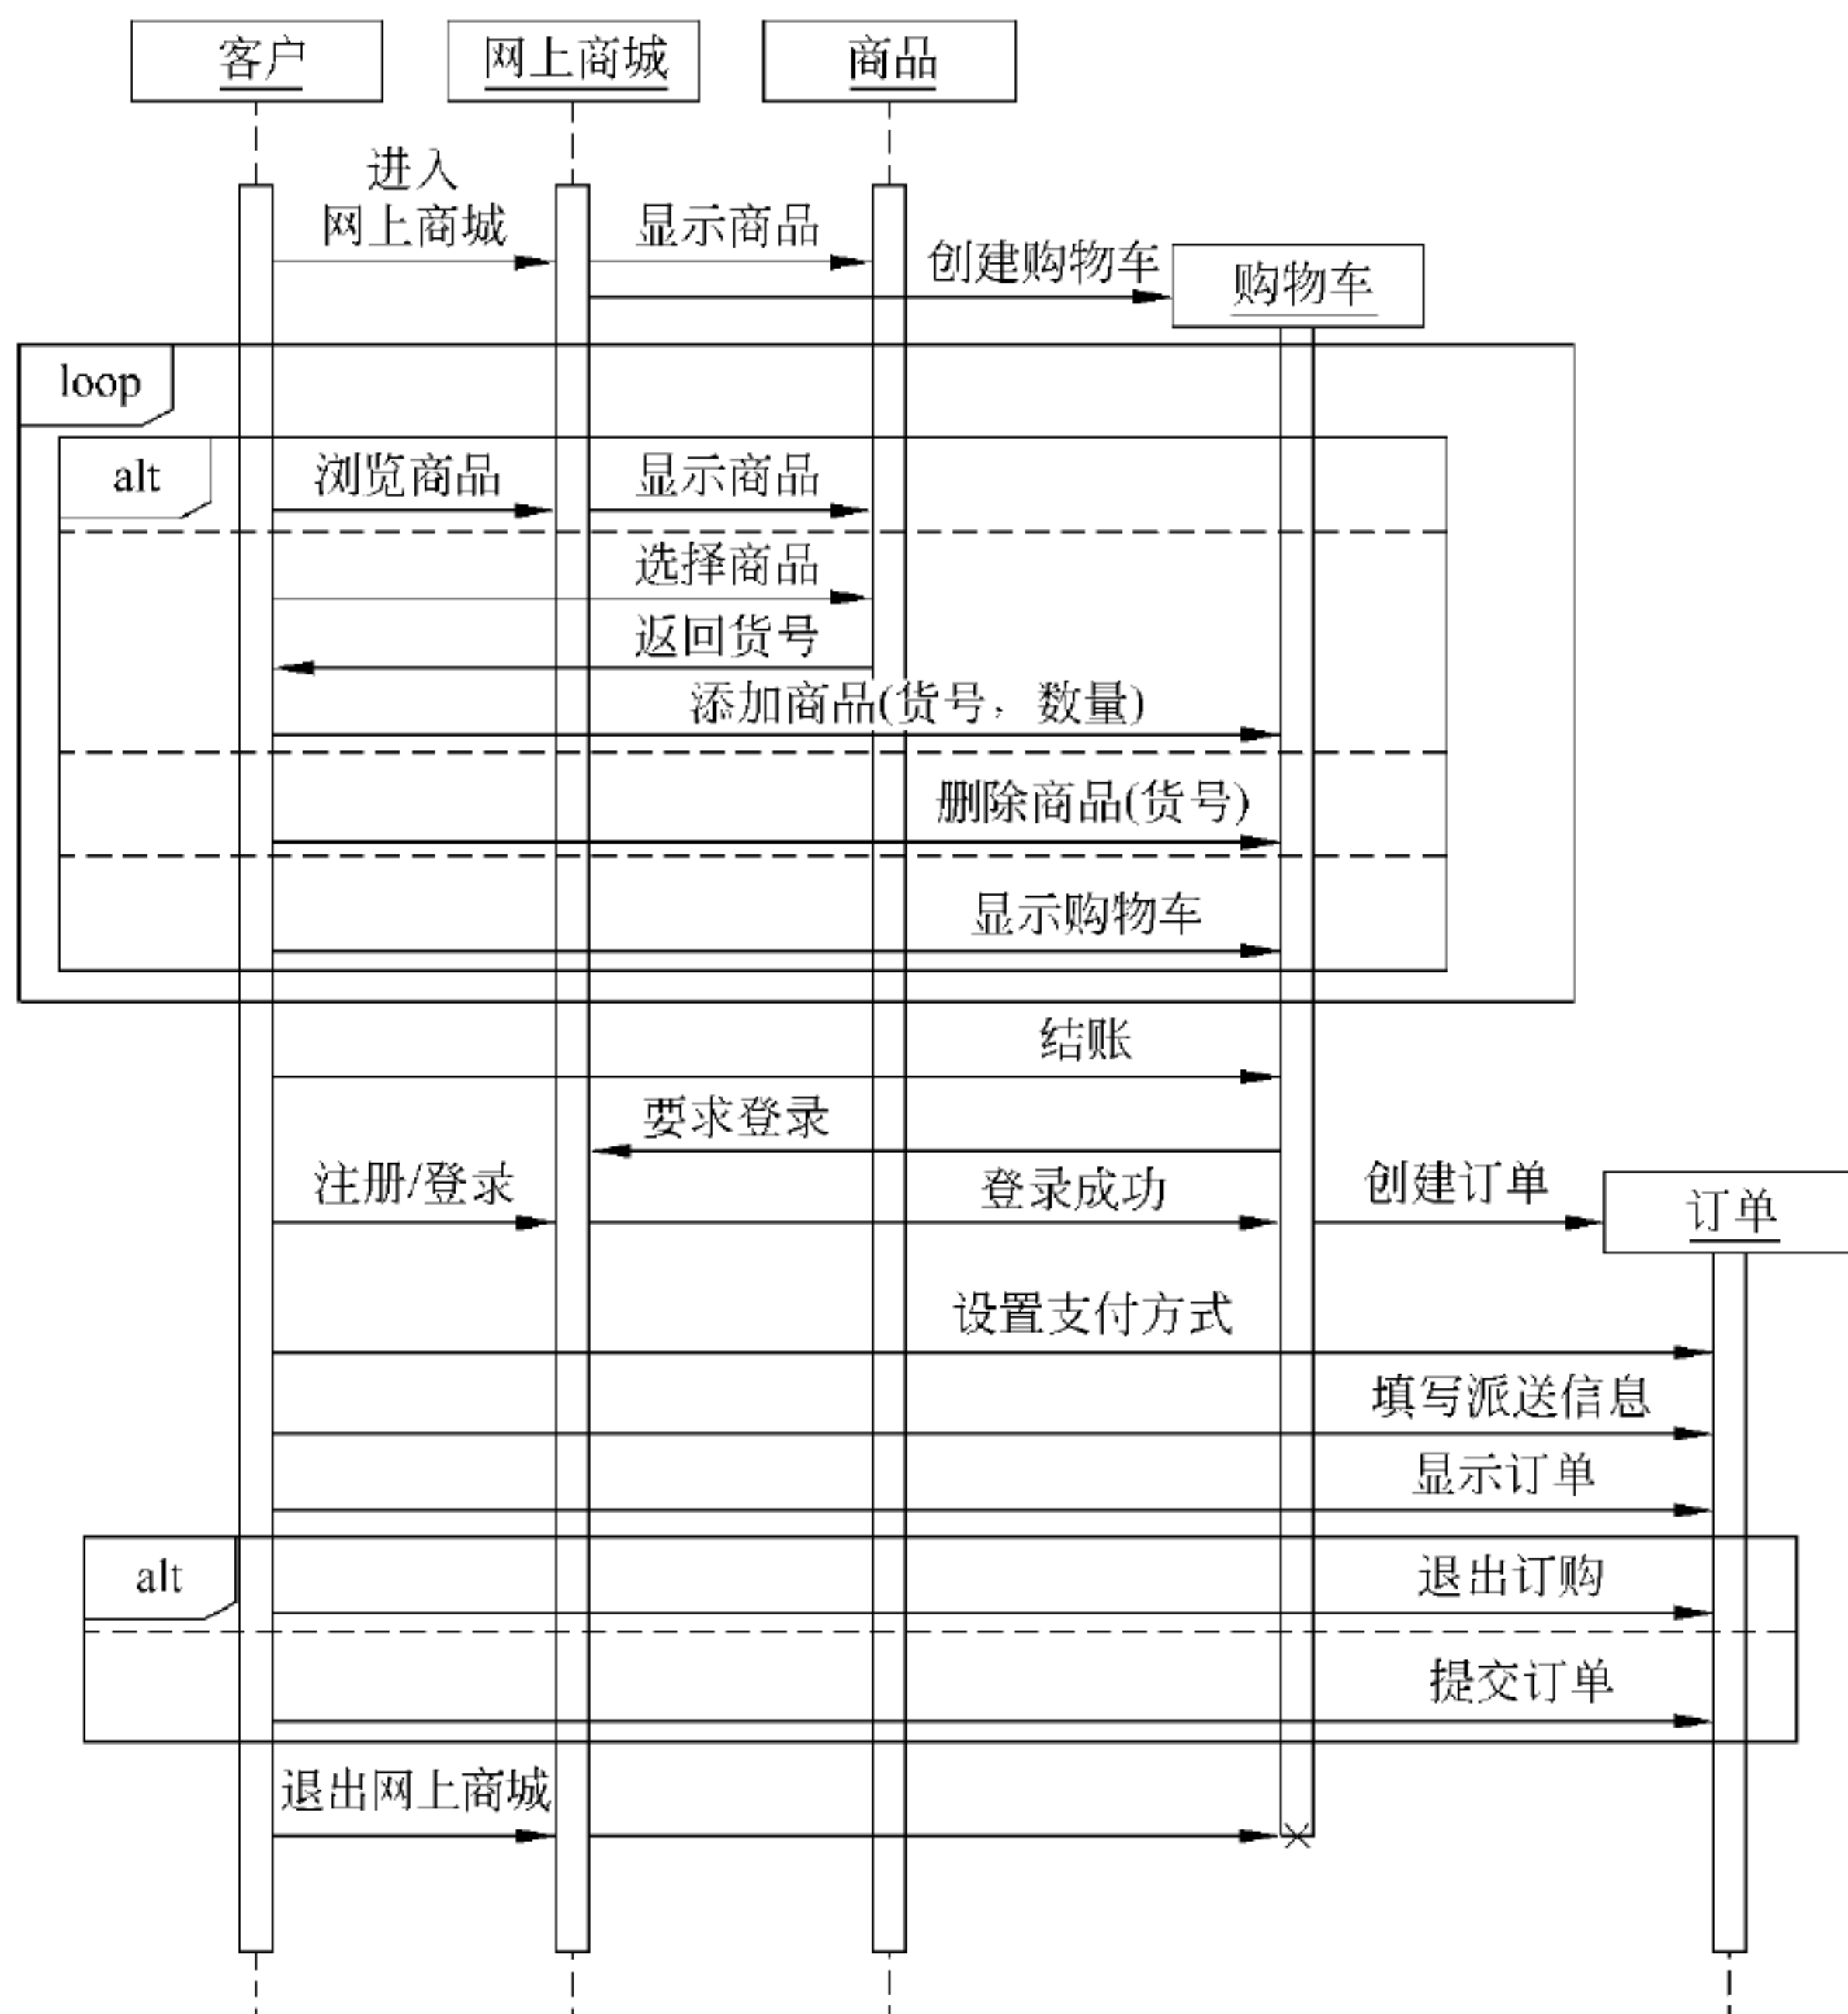 客户
网上商城
商品
进入
网上商城
显示商品
创建购物车
购物车
loop
alt
浏览商品
显示商品
选择商品
返回货号
添加商品(货号，数量)
删除商品(货号)
显示购物车
结账
要求登录
注册/登录
登录成功
创建订单
订单
设置支付方式
填写派送信息
显示订单
alt
退出订购
提交订单
退出网上商城